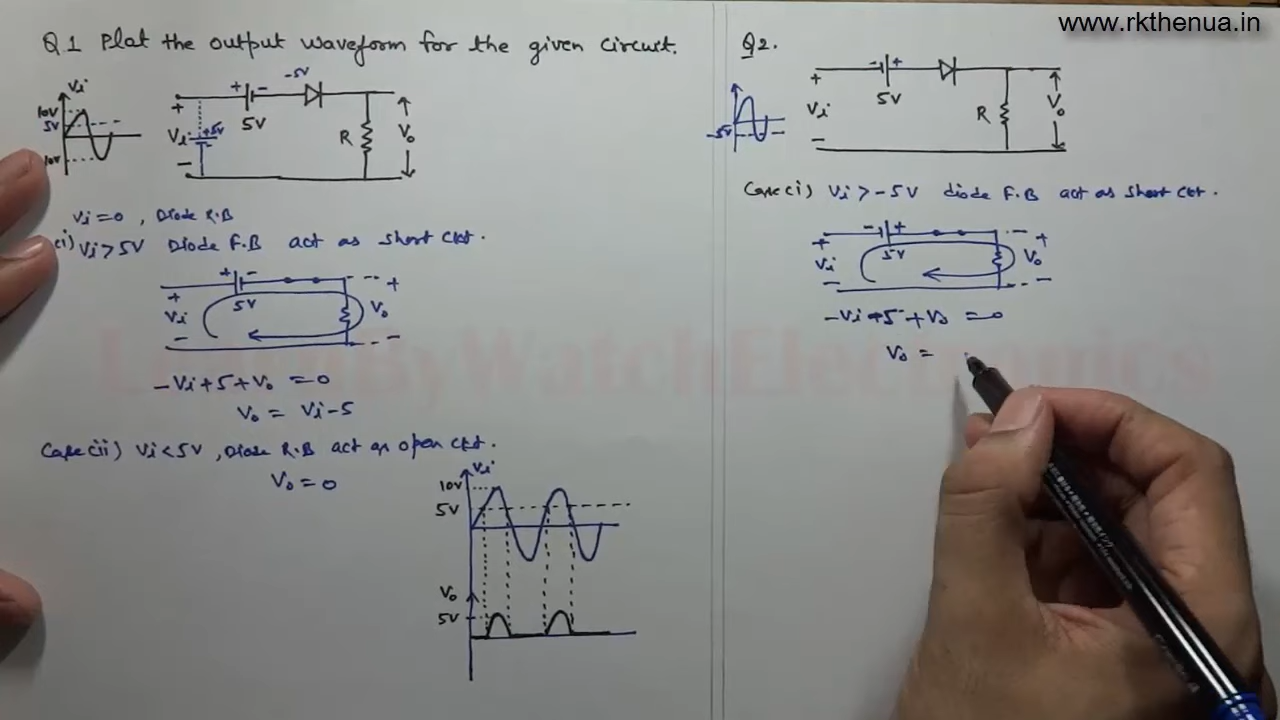 www.rkthenua.in
Q1 Plot the output waveform for the given circuit.
Vi
10V
5V
10V
+ -
-5V
5V
+
Vi
+5V
-
-
R
Vo
Vi=0, Diode R.B
(i) Vi > 5V Diode F.B act as short ckt.
+ -
5V
+
Vi
-
+
Vo
-
-Vi+5+Vo = 0
Vo = Vi-5
Case(ii) Vi < 5V, Diode R.B act as open ckt.
Vo = 0
Vi
10V
5V
Vo
5V
Q2.
-5V
- +
5V
+
Vi
-
R
Vo
Case(i) Vi > -5V diode F.B act as short ckt.
- +
5V
+
Vi
-
+
Vo
-
-Vi-5+Vo = 0
Vo =
Learn By Watch Electronics